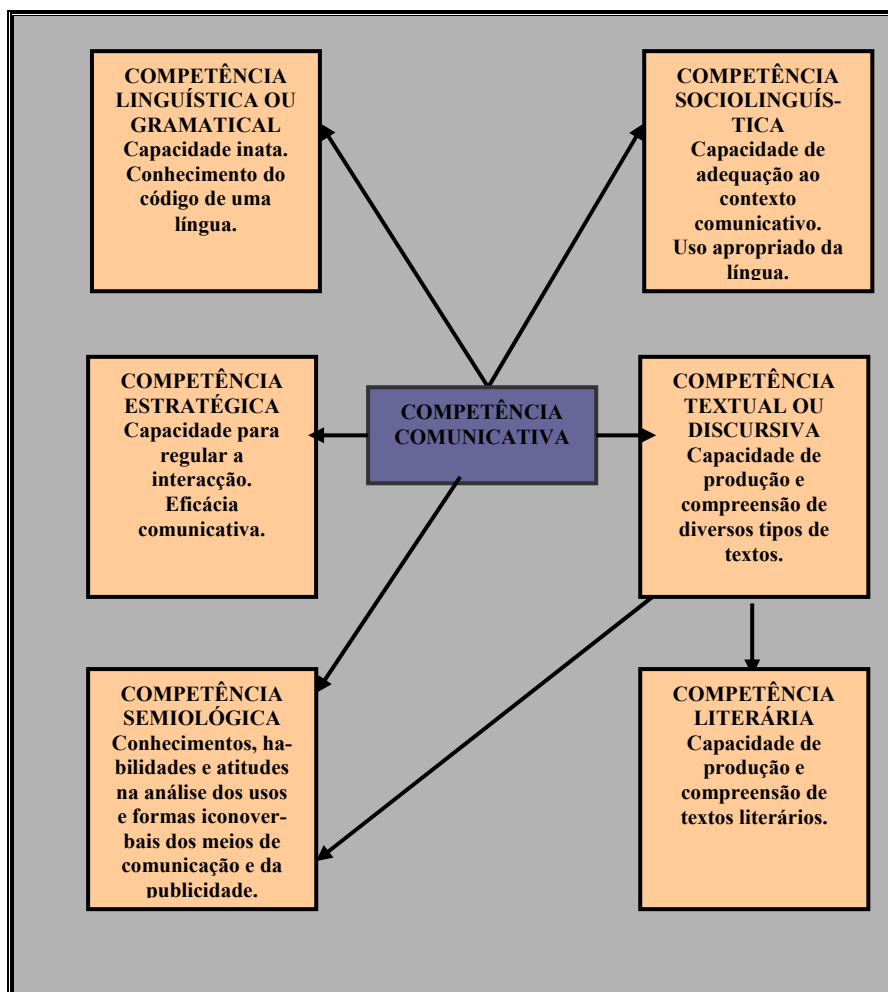 COMPETÊNCIA
LINGUÍSTICA OU
GRAMATICAL
Capacidade inata.
Conhecimento do
código de uma
língua.
COMPETÊNCIA
SOCIOLINGUÍS-
TICA
Capacidade de
adequação ao
contexto
comunicativo.
Uso apropriado da
língua.
COMPETÊNCIA
ESTRATÉGICA
Capacidade para
regular a
interacção.
Eficácia
comunicativa.
COMPETÊNCIA
COMUNICATIVA
COMPETÊNCIA
TEXTUAL OU
DISCURSIVA
Capacidade de
produção e
compreensão de
diversos tipos de
textos.
COMPETÊNCIA
SEMIOLÓGICA
Conhecimentos, ha-
bilidades e atitudes
na análise dos usos
e formas iconover-
bais dos meios de
comunicação e da
publicidade.
COMPETÊNCIA
LITERÁRIA
Capacidade de
produção e
compreensão de
textos literários.